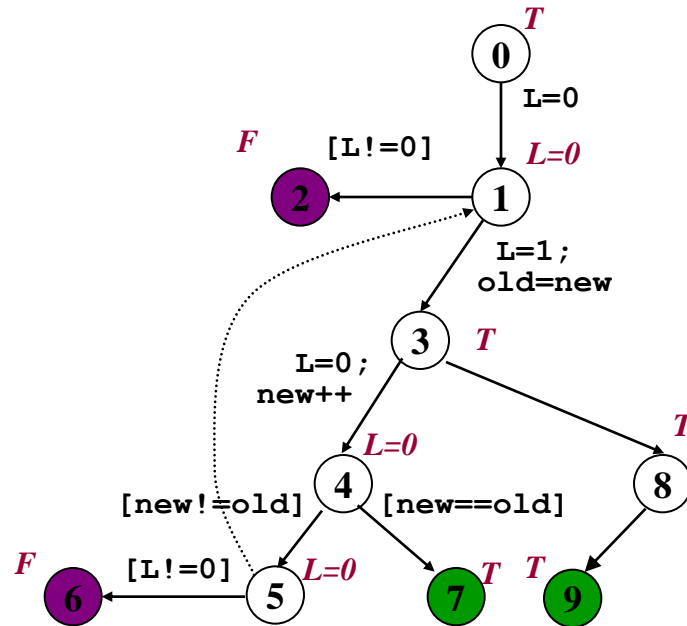 T
0
L=0
F
[L!=0]
L=0
2
1
L=1;
old=new
3
T
L=0;
new++
T
L=0
4
8
[new!=old]
[new==old]
F
[L!=0]
L=0
T
T
6
5
7
9